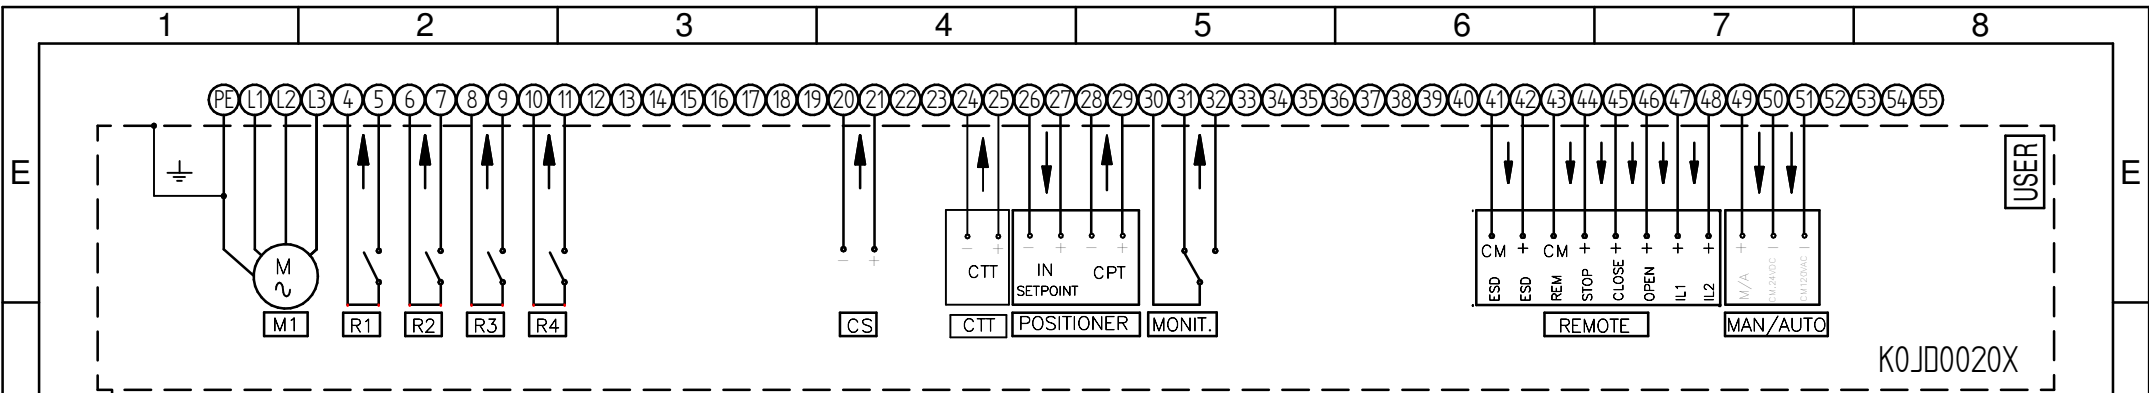 1 2 3 4 5 6 7 8
PE L1 L2 L3 4 5 6 7 8 9 10 11 12 13 14 15 16 17 18 19 20 21 22 23 24 25 26 27 28 29 30 31 32 33 34 35 36 37 38 39 40 41 42 43 44 45 46 47 48 49 50 51 52 53 54 55
E
E
USER
M
- +
- +
CTT
- + - +
IN CPT
SETPOINT
CM + CM + + + + +
ESD ESD REM STOP CLOSE OPEN IL1 IL2
+ - -
M/A CM.24VDC CM120VAC
M1 R1 R2 R3 R4 CS CTT POSITIONER MONIT. REMOTE MAN/AUTO
K0JD0020X